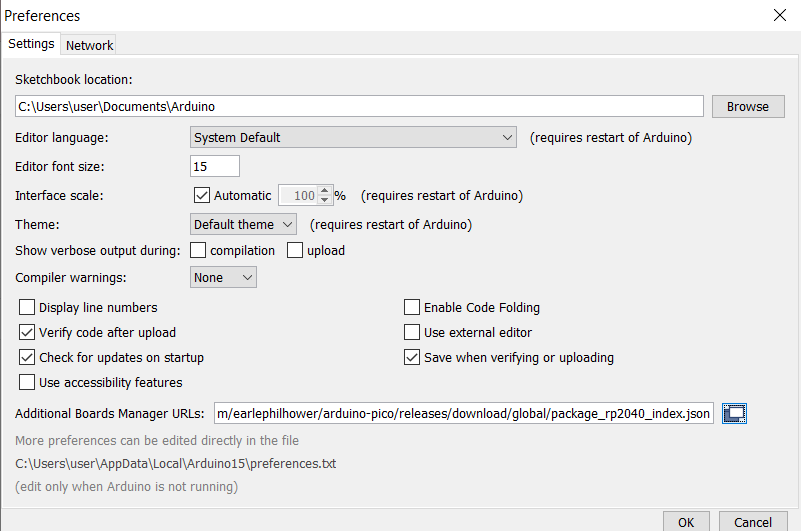 Preferences
Settings Network
Sketchbook location:
C:\Users\user\Documents\Arduino Browse
Editor language: System Default (requires restart of Arduino)
Editor font size: 15
Interface scale: Automatic 100 % (requires restart of Arduino)
Theme: Default theme (requires restart of Arduino)
Show verbose output during: compilation upload
Compiler warnings: None
Display line numbers Enable Code Folding
Verify code after upload Use external editor
Check for updates on startup Save when verifying or uploading
Use accessibility features
Additional Boards Manager URLs: m/earlephilhower/arduino-pico/releases/download/global/package_rp2040_index.json
More preferences can be edited directly in the file
C:\Users\user\AppData\Local\Arduino15\preferences.txt
(edit only when Arduino is not running)
OK Cancel